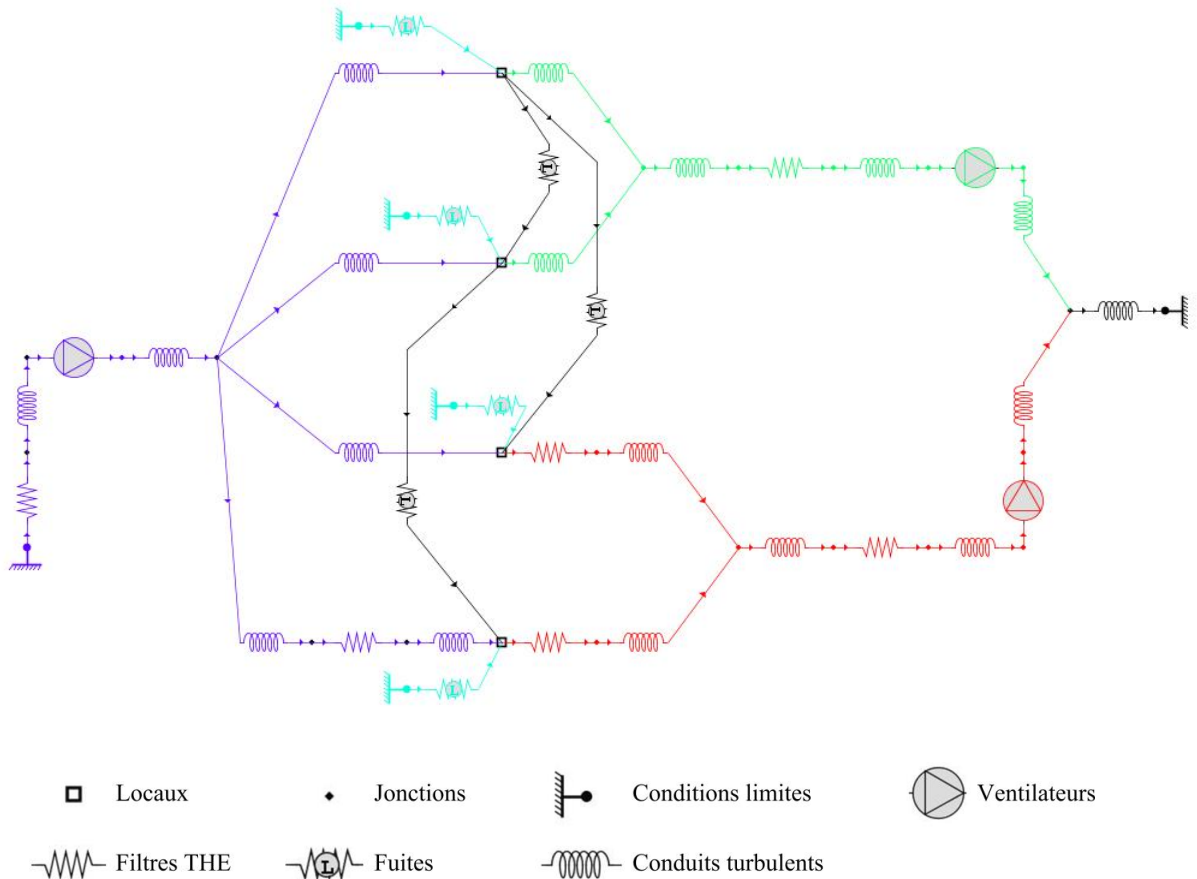 L
L
L
L
L
L
L
Locaux
Jonctions
Conditions limites
Ventilateurs
Filtres THE
L
Fuites
Conduits turbulents